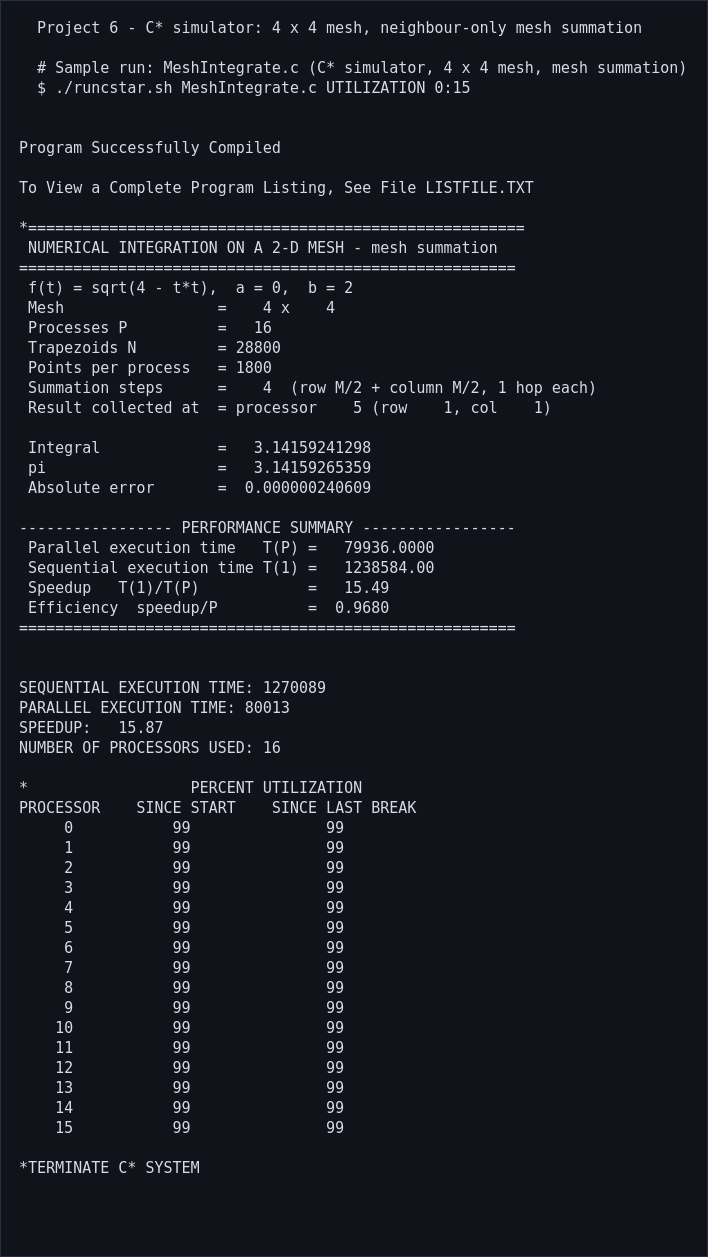 Project 6 - C* simulator: 4 x 4 mesh, neighbour-only mesh summation
# Sample run: MeshIntegrate.c (C* simulator, 4 x 4 mesh, mesh summation)
$ ./runcstar.sh MeshIntegrate.c UTILIZATION 0:15
Program Successfully Compiled
To View a Complete Program Listing, See File LISTFILE.TXT
*=======================================================
NUMERICAL INTEGRATION ON A 2-D MESH - mesh summation
=======================================================
f(t) = sqrt(4 - t*t),  a = 0,  b = 2
Mesh                 =    4 x    4
Processes P          =   16
Trapezoids N         = 28800
Points per process   = 1800
Summation steps      =    4  (row M/2 + column M/2, 1 hop each)
Result collected at  = processor    5 (row    1, col    1)
Integral             =   3.14159241298
pi                   =   3.14159265359
Absolute error       =  0.000000240609
----------------- PERFORMANCE SUMMARY -----------------
Parallel execution time   T(P) =   79936.0000
Sequential execution time T(1) =   1238584.00
Speedup   T(1)/T(P)            =   15.49
Efficiency  speedup/P          =  0.9680
=======================================================
SEQUENTIAL EXECUTION TIME: 1270089
PARALLEL EXECUTION TIME: 80013
SPEEDUP:   15.87
NUMBER OF PROCESSORS USED: 16
*                  PERCENT UTILIZATION
PROCESSOR    SINCE START    SINCE LAST BREAK
0           99               99
1           99               99
2           99               99
3           99               99
4           99               99
5           99               99
6           99               99
7           99               99
8           99               99
9           99               99
10           99               99
11           99               99
12           99               99
13           99               99
14           99               99
15           99               99
*TERMINATE C* SYSTEM